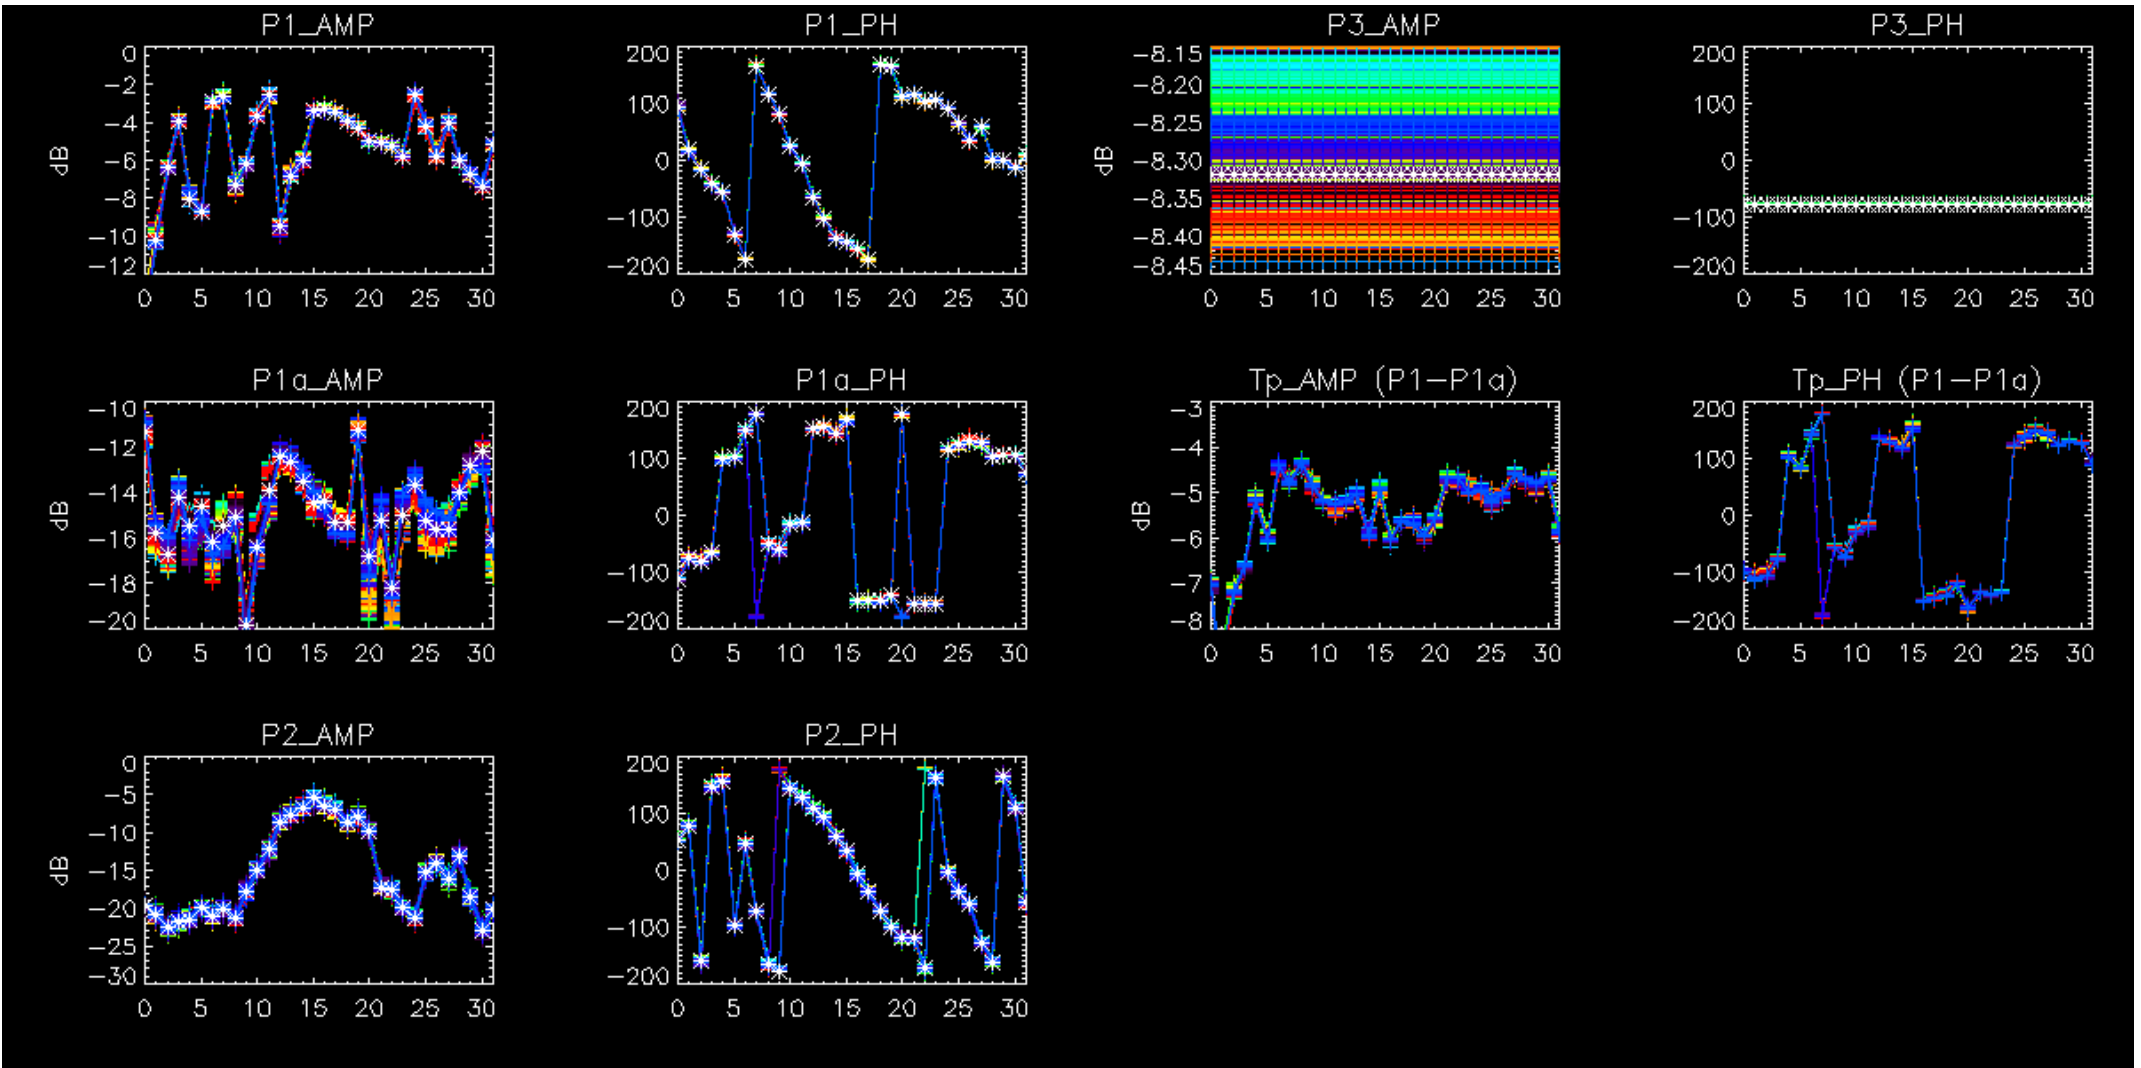 P1_AMP
P1_PH
P3_AMP
P3_PH
dB
0
-2
-4
-6
-8
-10
-12
0 5 10 15 20 25 30
200
100
0
-100
-200
0 5 10 15 20 25 30
dB
-8.15
-8.20
-8.25
-8.30
-8.35
-8.40
-8.45
0 5 10 15 20 25 30
200
100
0
-100
-200
0 5 10 15 20 25 30
P1a_AMP
P1a_PH
Tp_AMP (P1-P1a)
Tp_PH (P1-P1a)
dB
-10
-12
-14
-16
-18
-20
0 5 10 15 20 25 30
200
100
0
-100
-200
0 5 10 15 20 25 30
dB
-3
-4
-5
-6
-7
-8
0 5 10 15 20 25 30
200
100
0
-100
-200
0 5 10 15 20 25 30
P2_AMP
P2_PH
dB
0
-5
-10
-15
-20
-25
-30
0 5 10 15 20 25 30
200
100
0
-100
-200
0 5 10 15 20 25 30